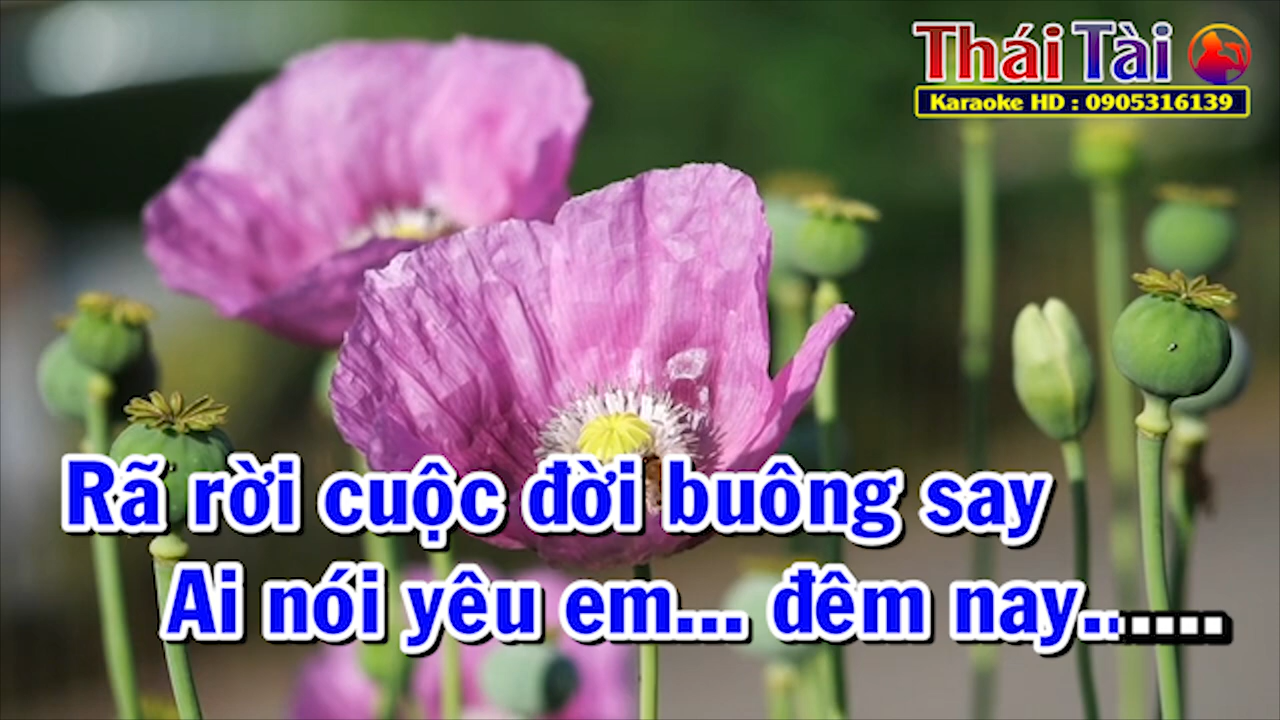 Thái Tài
Karaoke HD : 0905316139
Rã rời cuộc đời buông say
Ai nói yêu em... đêm nay.......